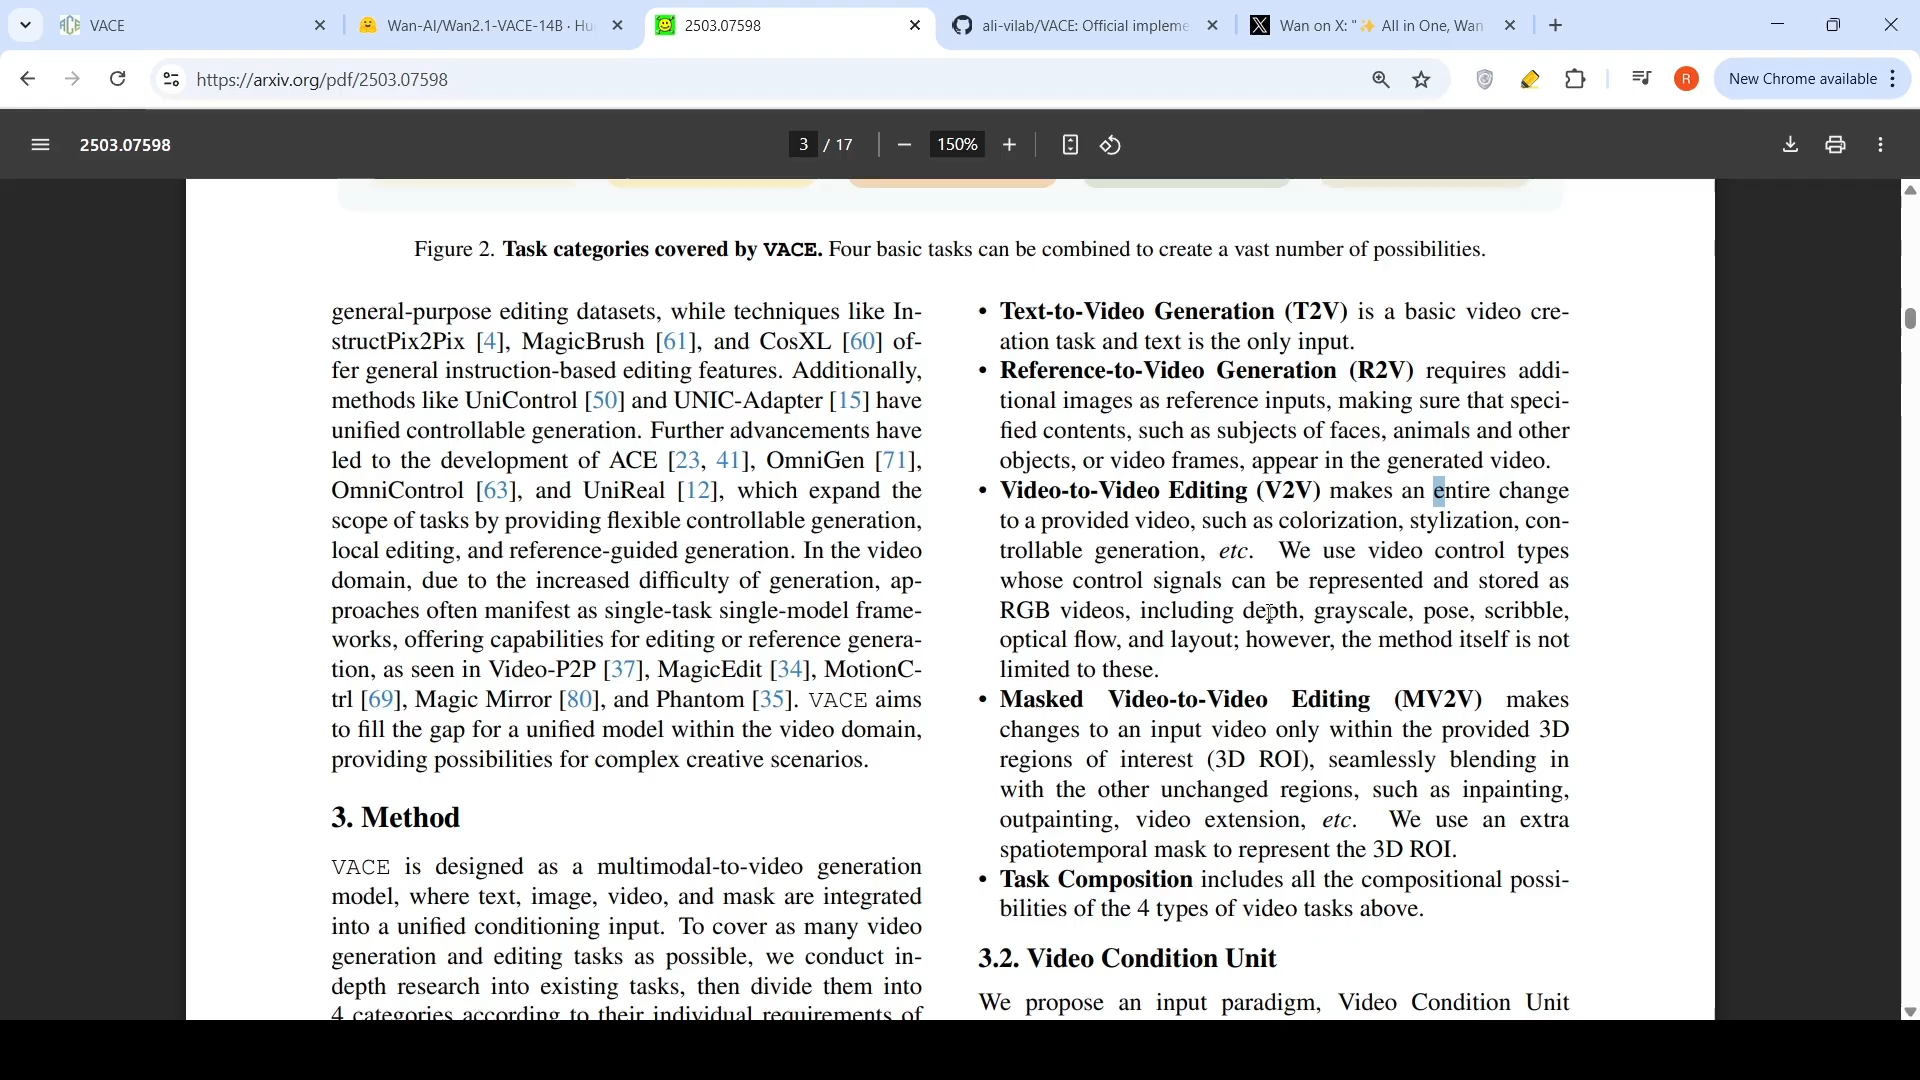 VACE
Wan-AI/Wan2.1-VACE-14B · Hu
2503.07598
ali-vilab/VACE: Official impleme
Wan on X: "✨ All in One, Wan
https://arxiv.org/pdf/2503.07598
R
New Chrome available
2503.07598
3 / 17
150%
Figure 2. Task categories covered by VACE. Four basic tasks can be combined to create a vast number of possibilities.
general-purpose editing datasets, while techniques like In-
structPix2Pix [4], MagicBrush [61], and CosXL [60] of-
fer general instruction-based editing features. Additionally,
methods like UniControl [50] and UNIC-Adapter [15] have
unified controllable generation. Further advancements have
led to the development of ACE [23, 41], OmniGen [71],
OmniControl [63], and UniReal [12], which expand the
scope of tasks by providing flexible controllable generation,
local editing, and reference-guided generation. In the video
domain, due to the increased difficulty of generation, ap-
proaches often manifest as single-task single-model frame-
works, offering capabilities for editing or reference genera-
tion, as seen in Video-P2P [37], MagicEdit [34], MotionC-
trl [69], Magic Mirror [80], and Phantom [35]. VACE aims
to fill the gap for a unified model within the video domain,
providing possibilities for complex creative scenarios.
3. Method
VACE is designed as a multimodal-to-video generation
model, where text, image, video, and mask are integrated
into a unified conditioning input. To cover as many video
generation and editing tasks as possible, we conduct in-
depth research into existing tasks, then divide them into
4 categories according to their individual requirements of
• Text-to-Video Generation (T2V) is a basic video cre-
ation task and text is the only input.
• Reference-to-Video Generation (R2V) requires addi-
tional images as reference inputs, making sure that speci-
fied contents, such as subjects of faces, animals and other
objects, or video frames, appear in the generated video.
• Video-to-Video Editing (V2V) makes an entire change
to a provided video, such as colorization, stylization, con-
trollable generation, etc. We use video control types
whose control signals can be represented and stored as
RGB videos, including depth, grayscale, pose, scribble,
optical flow, and layout; however, the method itself is not
limited to these.
• Masked Video-to-Video Editing (MV2V) makes
changes to an input video only within the provided 3D
regions of interest (3D ROI), seamlessly blending in
with the other unchanged regions, such as inpainting,
outpainting, video extension, etc. We use an extra
spatiotemporal mask to represent the 3D ROI.
• Task Composition includes all the compositional possi-
bilities of the 4 types of video tasks above.
3.2. Video Condition Unit
We propose an input paradigm, Video Condition Unit